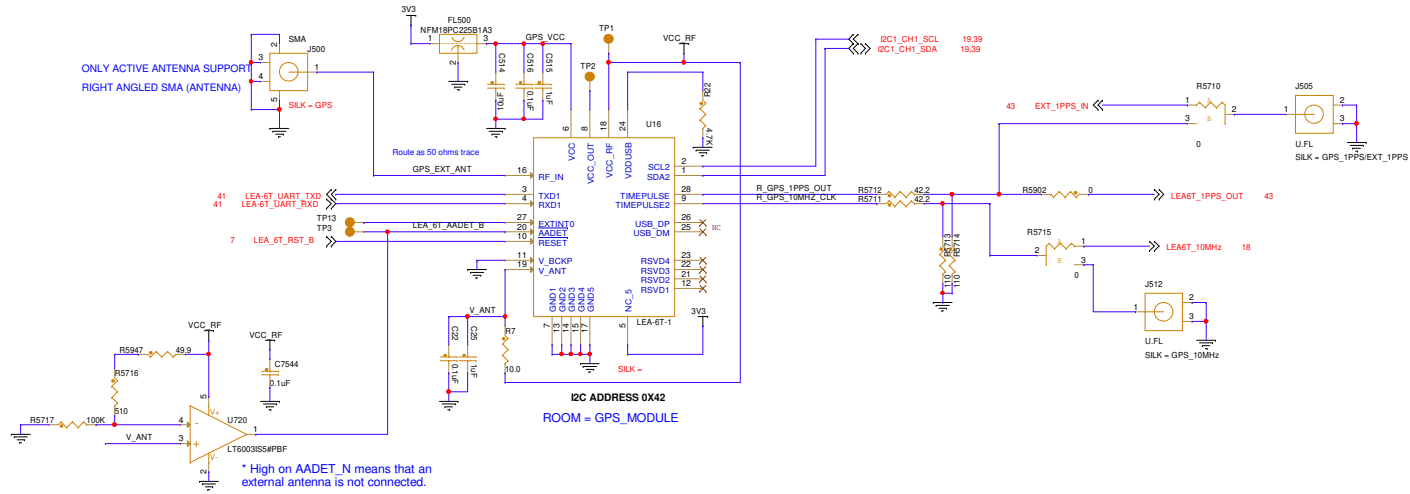 3V3
FL500
NFM18PC225B1A3
1
3
2
GPS_VCC
C514
10uF
C516
0.1uF
C515
1uF
TP1
TP2
VCC_RF
R22
4.7K
I2C1_CH1_SCL 19,39
I2C1_CH1_SDA 19,39
SMA
J500
2
3
4
5
1
ONLY ACTIVE ANTENNA SUPPORT
RIGHT ANGLED SMA (ANTENNA)
SILK = GPS
43 EXT_1PPS_IN
R5710
1
2
3
B
0
J505
1
2
3
U.FL
SILK = GPS_1PPS/EXT_1PPS
U16
6
8
18
24
VCC
VCC_OUT
VCC_RF
VDDUSB
Route as 50 ohms trace
GPS_EXT_ANT
16 RF_IN
41 LEA-6T_UART_TXD
3 TXD1
41 LEA-6T_UART_RXD
4 RXD1
TP13
27 EXTINT0
TP3
LEA_6T_AADET_B
20 AADET
7 LEA_6T_RST_B
10 RESET
11 V_BCKP
19 V_ANT
SCL2 2
SDA2 1
TIMEPULSE 28
TIMEPULSE2 9
USB_DP 26
USB_DM 25
NC
RSVD4 23
RSVD3 22
RSVD2 21
RSVD1 12
GND1
GND2
GND3
GND4
GND5
NC_5
7
13
14
15
17
5
LEA-6T-1
3V3
SILK =
R_GPS_1PPS_OUT
R5712
42.2
R_GPS_10MHZ_CLK
R5711
42.2
R5902
0
LEA6T_1PPS_OUT 43
R5713
110
R5714
110
R5715
2
1
3
B
0
LEA6T_10MHz 18
J512
1
2
3
U.FL
SILK = GPS_10MHz
V_ANT
C22
0.1uF
C25
1uF
R7
10.0
I2C ADDRESS 0X42
ROOM = GPS_MODULE
VCC_RF
R5947
49.9
R5716
510
R5717
100K
VCC_RF
C7544
0.1uF
5
V+
4
-
3
+
V-
2
1
U720
LT6003IS5#PBF
V_ANT
* High on AADET_N means that an
external antenna is not connected.